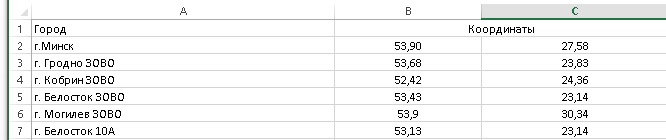 A B C
1 Город Координаты
2 г.Минск 53,90 27,58
3 г. Гродно ЗОВО 53,68 23,83
4 г. Кобрин ЗОВО 52,42 24,36
5 г. Белосток ЗОВО 53,43 23,14
6 г. Могилев ЗОВО 53,9 30,34
7 г. Белосток 10А 53,13 23,14